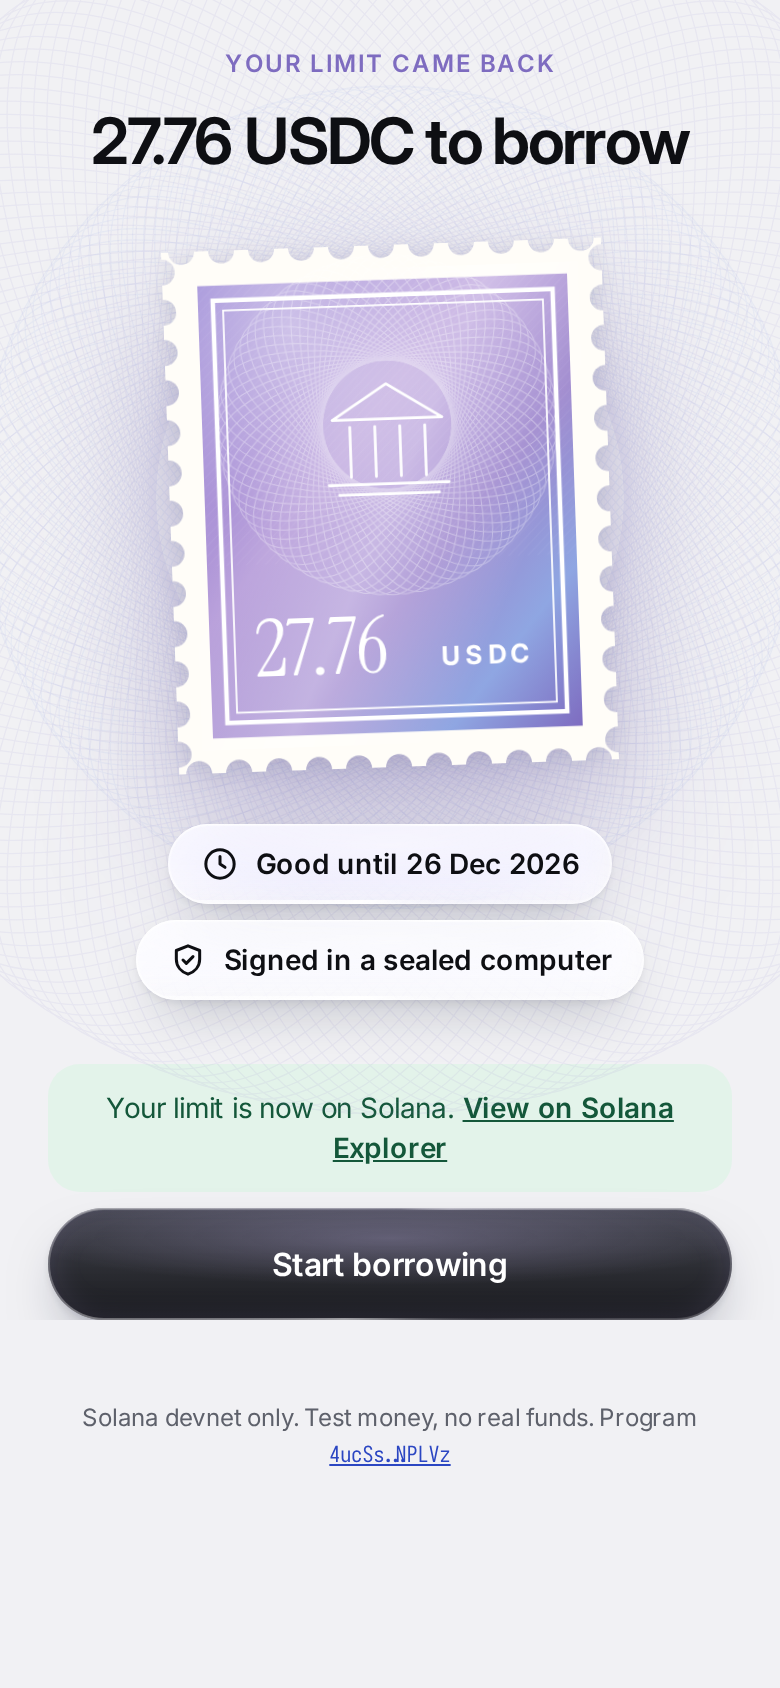 YOUR LIMIT CAME BACK
27.76 USDC to borrow
27.76 USDC
Good until 26 Dec 2026
Signed in a sealed computer
Your limit is now on Solana. View on Solana
Explorer
Start borrowing
Solana devnet only. Test money, no real funds. Program
4ucSs…NPLVz